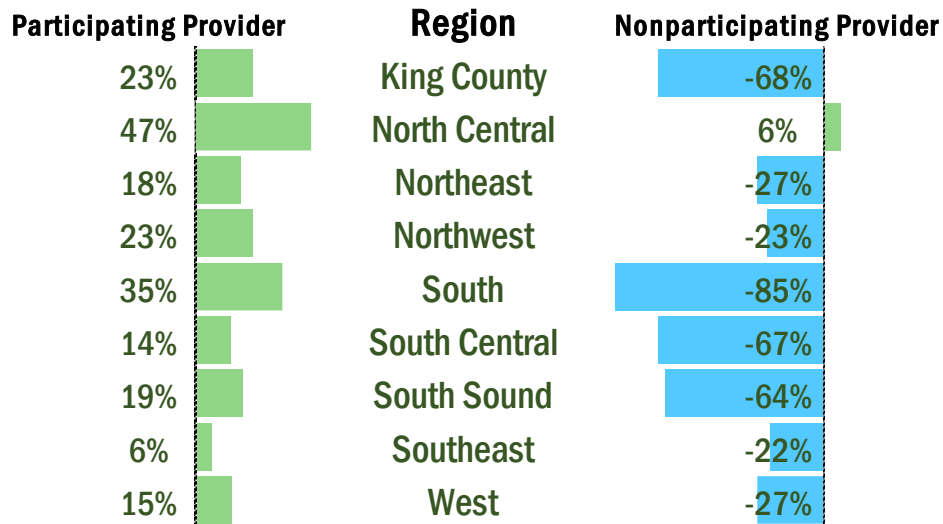 Participating Provider Region Nonparticipating Provider
23% King County -68%
47% North Central 6%
18% Northeast -27%
23% Northwest -23%
35% South -85%
14% South Central -67%
19% South Sound -64%
6% Southeast -22%
15% West -27%